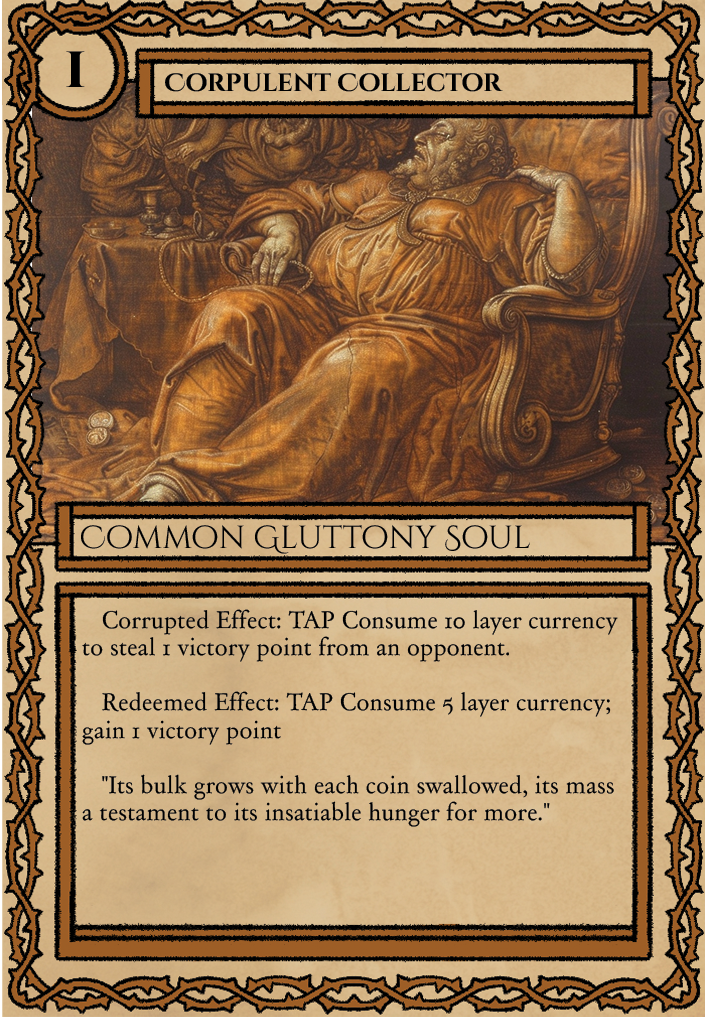 I
Corpulent Collector
Common Gluttony Soul
Corrupted Effect: TAP Consume 10 layer currency
to steal 1 victory point from an opponent.
Redeemed Effect: TAP Consume 5 layer currency;
gain 1 victory point
"Its bulk grows with each coin swallowed, its mass
a testament to its insatiable hunger for more."